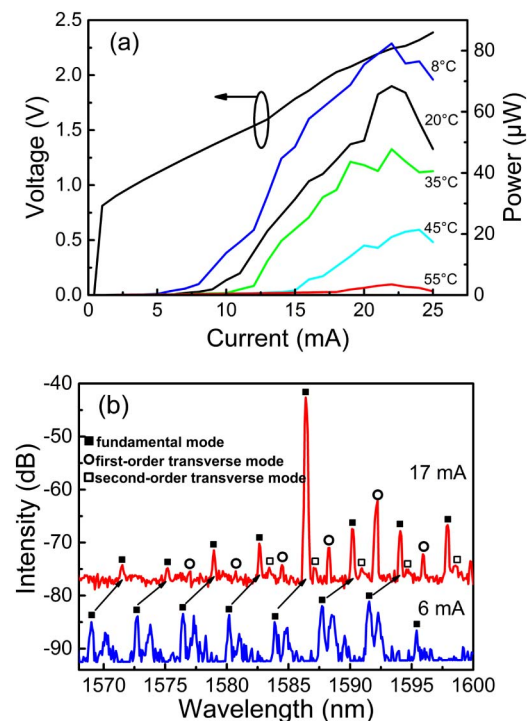 (a)
2.5
2.0
1.5
1.0
0.5
0.0
Voltage (V)
80
60
40
20
0
Power (µW)
8°C
20°C
35°C
45°C
55°C
0 5 10 15 20 25
Current (mA)
(b)
-40
-50
-60
-70
-80
-90
Intensity (dB)
fundamental mode
first-order transverse mode
second-order transverse mode
17 mA
6 mA
1570 1575 1580 1585 1590 1595 1600
Wavelength (nm)